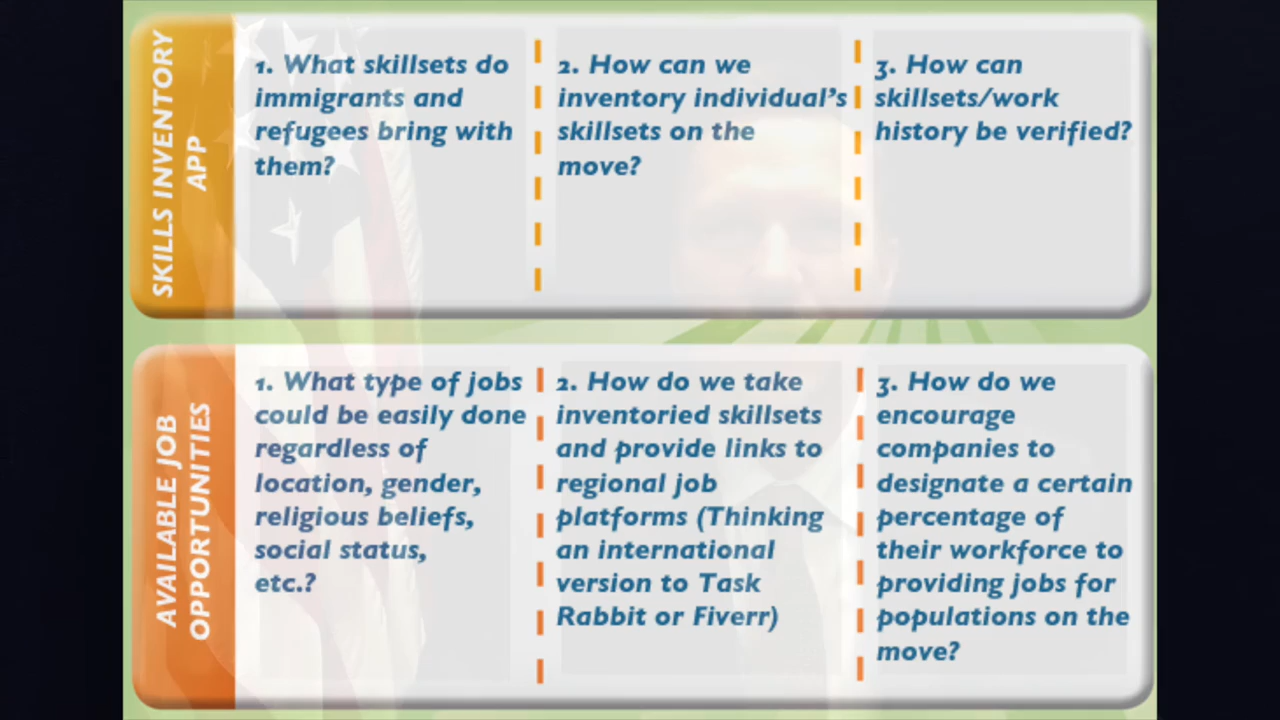 SKILLS INVENTORY
APP
1. What skillsets do
immigrants and
refugees bring with
them?
2. How can we
inventory individual's
skillsets on the
move?
3. How can
skillsets/work
history be verified?
AVAILABLE JOB
OPPORTUNITIES
1. What type of jobs
could be easily done
regardless of
location, gender,
religious beliefs,
social status,
etc.?
2. How do we take
inventoried skillsets
and provide links to
regional job
platforms (Thinking
an international
version to Task
Rabbit or Fiverr)
3. How do we
encourage
companies to
designate a certain
percentage of
their workforce to
providing jobs for
populations on the
move?